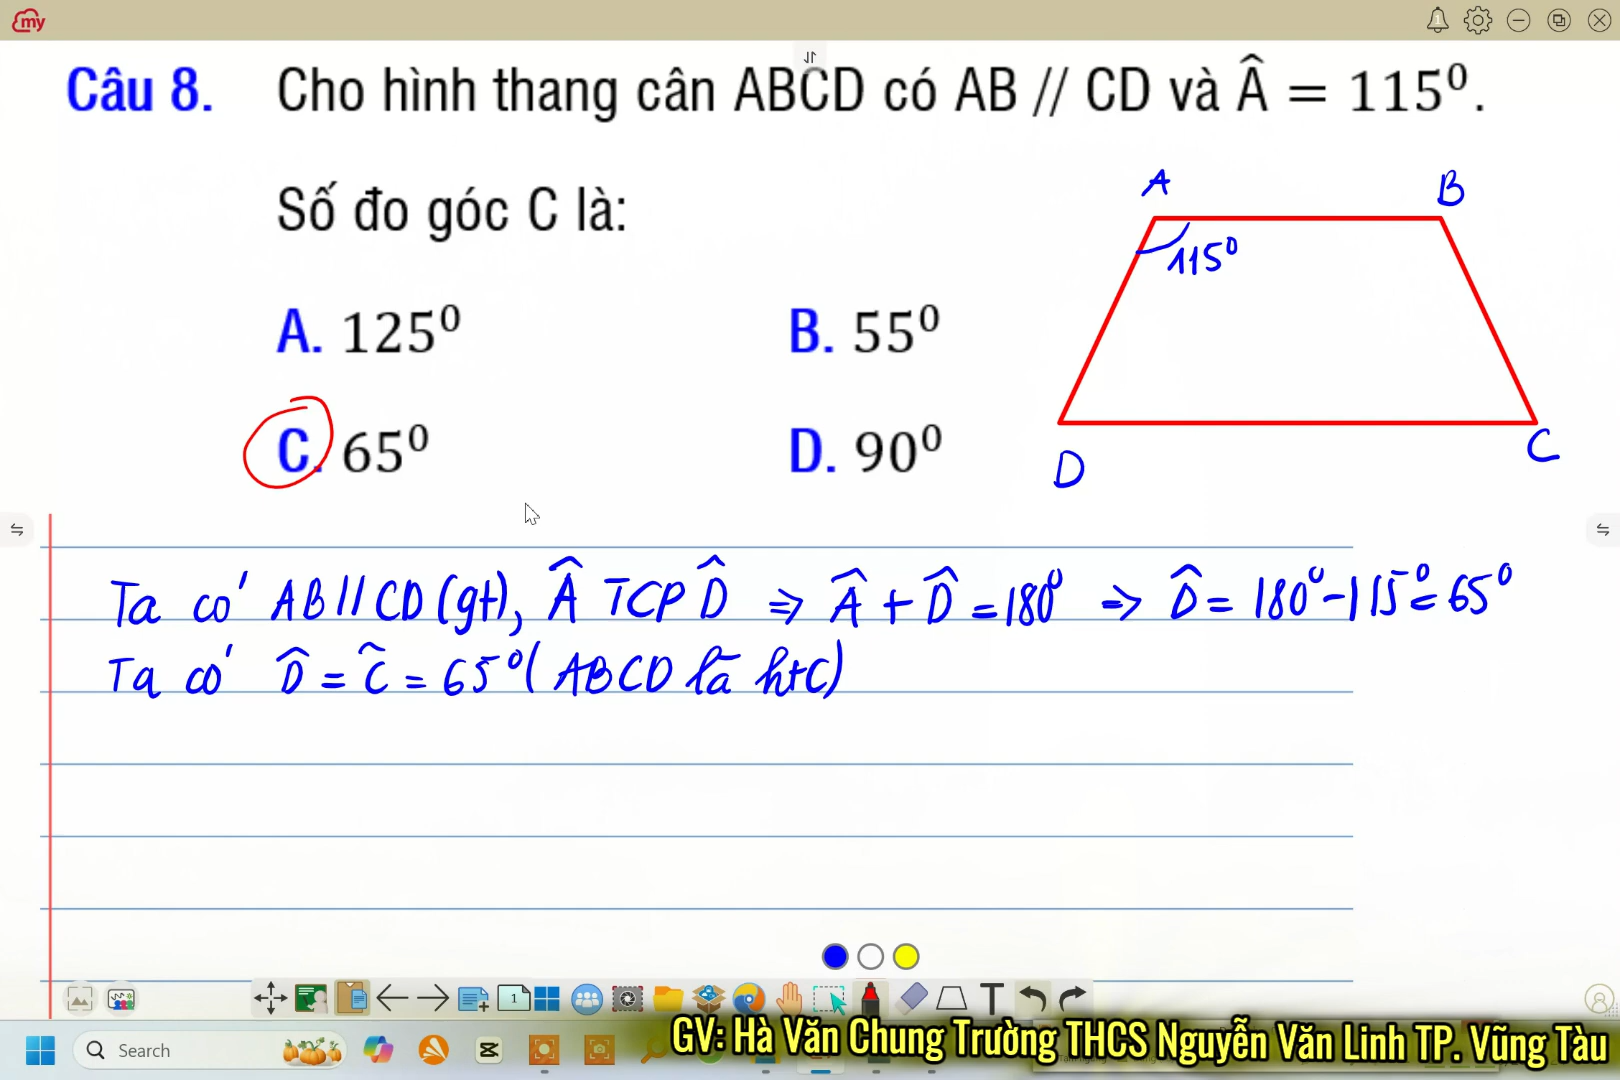 my
Câu 8. Cho hình thang cân ABCD có AB // CD và Â = 115⁰.
Số đo góc C là:
A. 125⁰ B. 55⁰
C. 65⁰ D. 90⁰
A B
115⁰
D C
Ta có AB // CD (gt), Â TCP D̂ ⇒ Â + D̂ = 180⁰ ⇒ D̂ = 180⁰ - 115⁰ = 65⁰
Ta có D̂ = Ĉ = 65⁰ (ABCD là htC)
1
T
Search
GV: Hà Văn Chung Trường THCS Nguyễn Văn Linh TP. Vũng Tàu